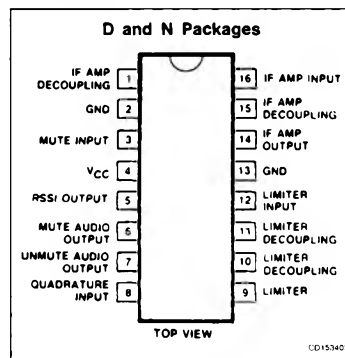 D and N Packages
IF AMP
DECOUPLING 1
GND 2
MUTE INPUT 3
VCC 4
RSSI OUTPUT 5
MUTE AUDIO
OUTPUT 6
UNMUTE AUDIO
OUTPUT 7
QUADRATURE
INPUT 8
16 IF AMP INPUT
15 IF AMP
DECOUPLING
14 IF AMP
OUTPUT
13 GND
12 LIMITER
INPUT
11 LIMITER
DECOUPLING
10 LIMITER
DECOUPLING
9 LIMITER
TOP VIEW